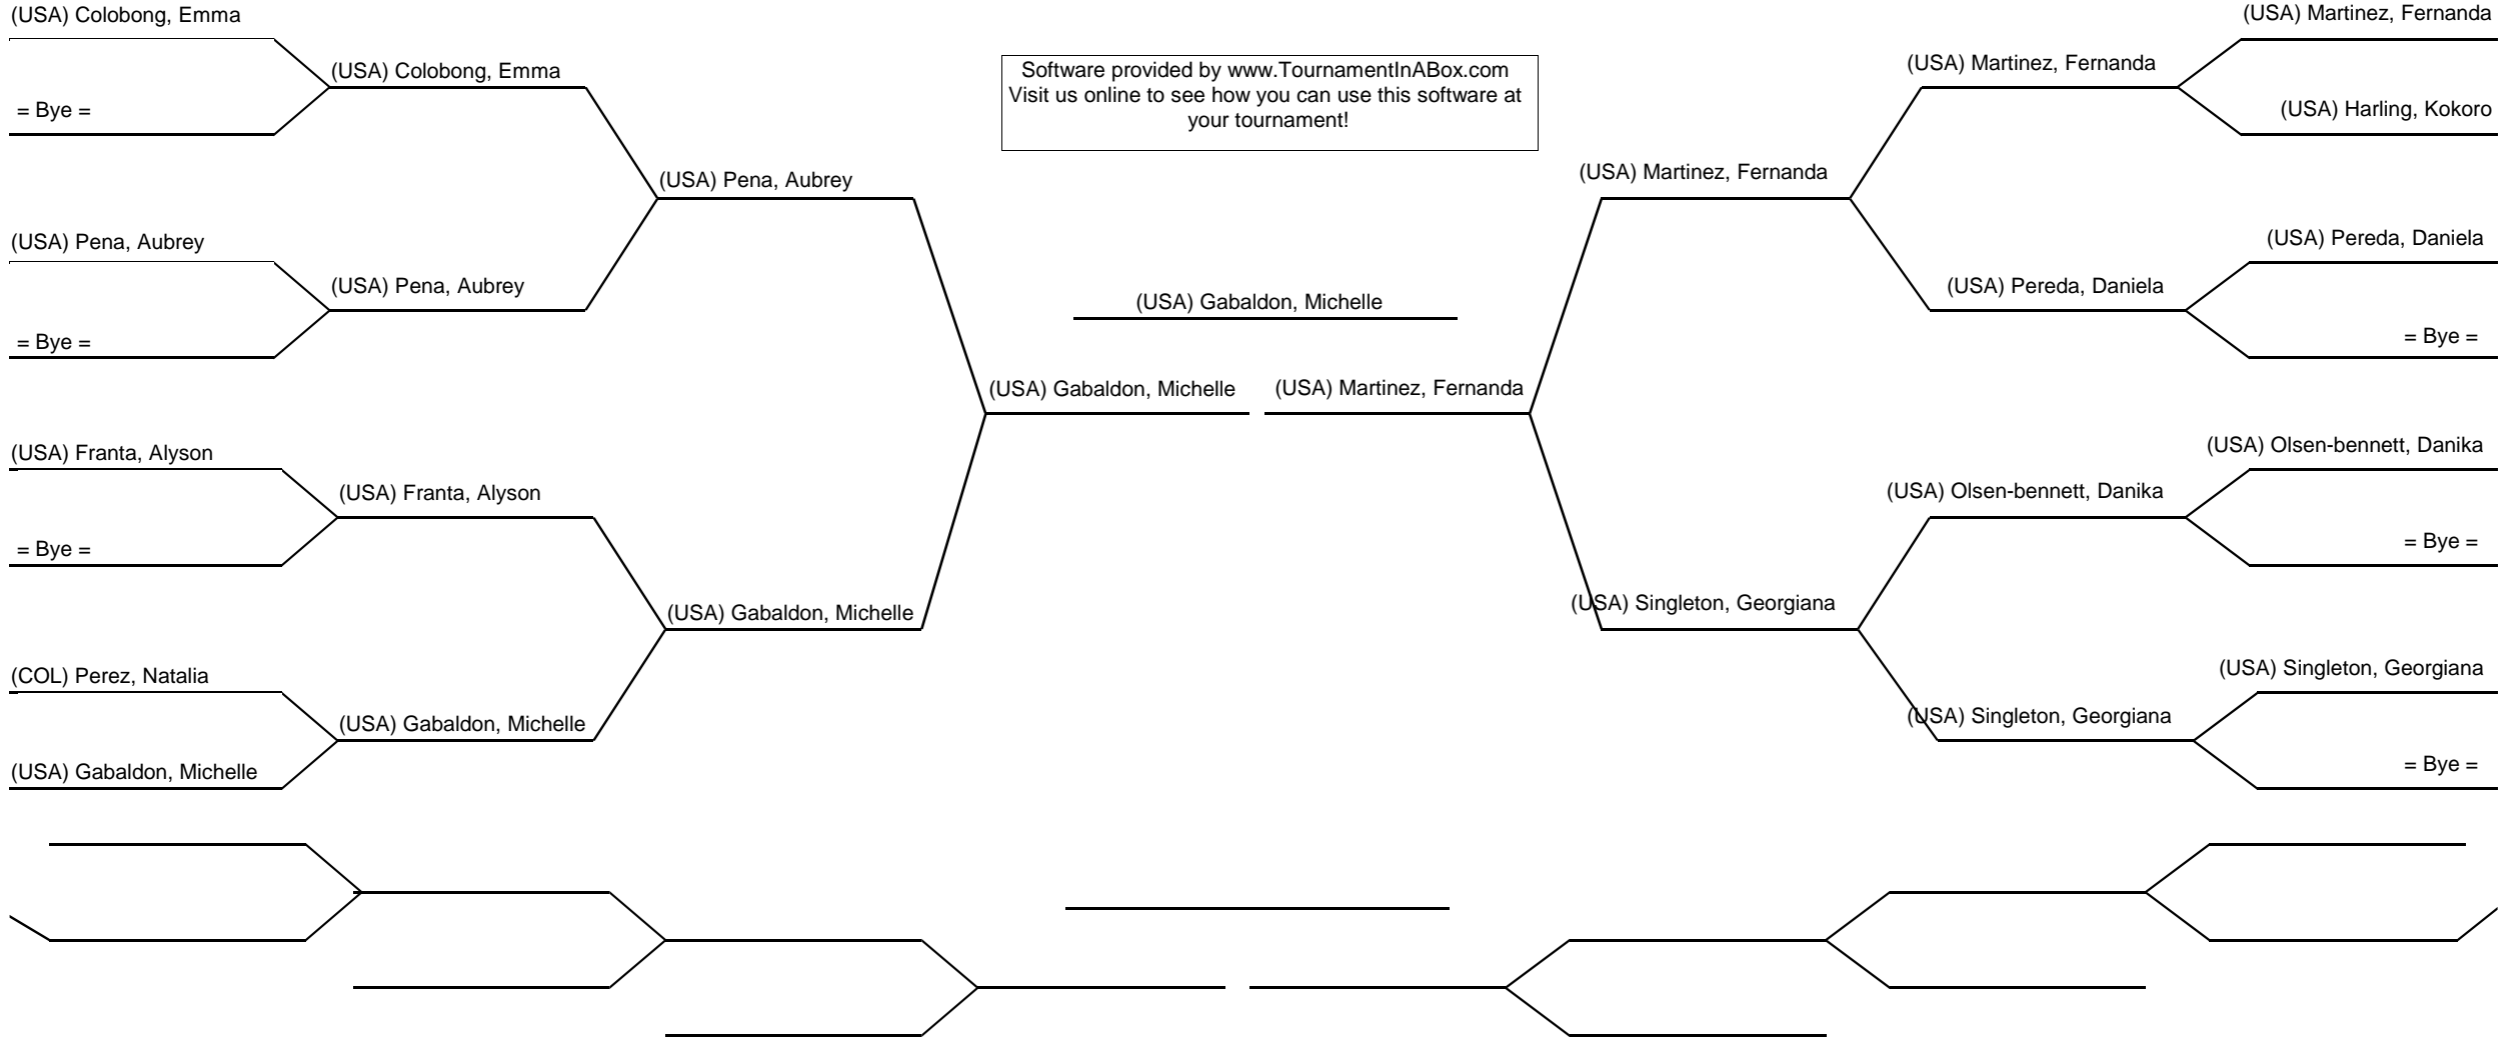 (USA) Colobong, Emma
(USA) Martinez, Fernanda
(USA) Colobong, Emma
Software provided by www.TournamentInABox.com
Visit us online to see how you can use this software at
your tournament!
(USA) Martinez, Fernanda
= Bye =
(USA) Harling, Kokoro
(USA) Pena, Aubrey
(USA) Martinez, Fernanda
(USA) Pena, Aubrey
(USA) Pereda, Daniela
(USA) Pena, Aubrey
(USA) Gabaldon, Michelle
(USA) Pereda, Daniela
= Bye =
= Bye =
(USA) Gabaldon, Michelle
(USA) Martinez, Fernanda
(USA) Franta, Alyson
(USA) Olsen-bennett, Danika
(USA) Franta, Alyson
(USA) Olsen-bennett, Danika
= Bye =
= Bye =
(USA) Gabaldon, Michelle
(USA) Singleton, Georgiana
(COL) Perez, Natalia
(USA) Singleton, Georgiana
(USA) Gabaldon, Michelle
(USA) Singleton, Georgiana
(USA) Gabaldon, Michelle
= Bye =